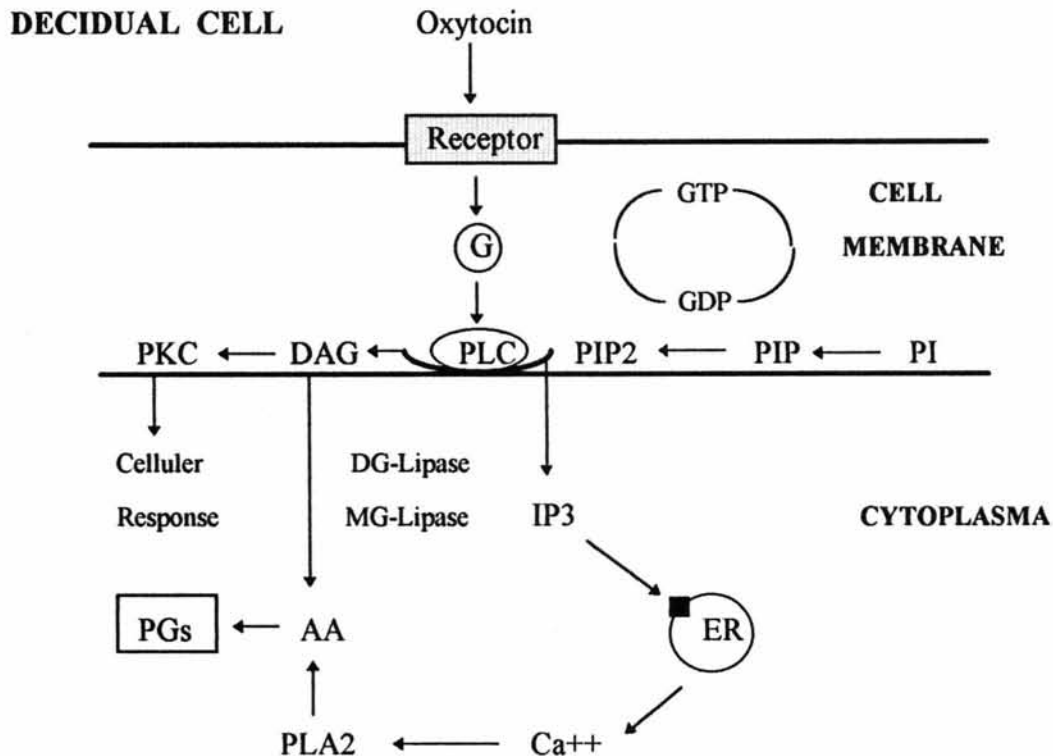 DECIDUAL CELL
Oxytocin
Receptor
GTP
CELL
G
MEMBRANE
GDP
PKC
DAG
PLC
PIP2
PIP
PI
Celluler
DG-Lipase
Response
MG-Lipase
IP3
CYTOPLASMA
PGs
AA
ER
PLA2
Ca++